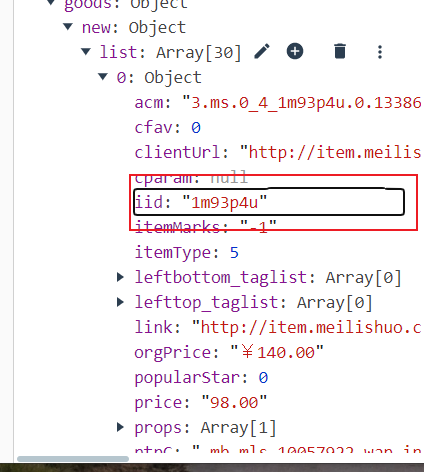 goods: Object
new: Object
list: Array[30]
0: Object
acm: "3.ms.0_4_1m93p4u.0.13386
cfav: 0
clientUrl: "http://item.meilis
cparam: null
iid: "1m93p4u"
itemMarks: "-1"
itemType: 5
leftbottom_taglist: Array[0]
lefttop_taglist: Array[0]
link: "http://item.meilishuo.c
orgPrice: "￥140.00"
popularStar: 0
price: "98.00"
props: Array[1]